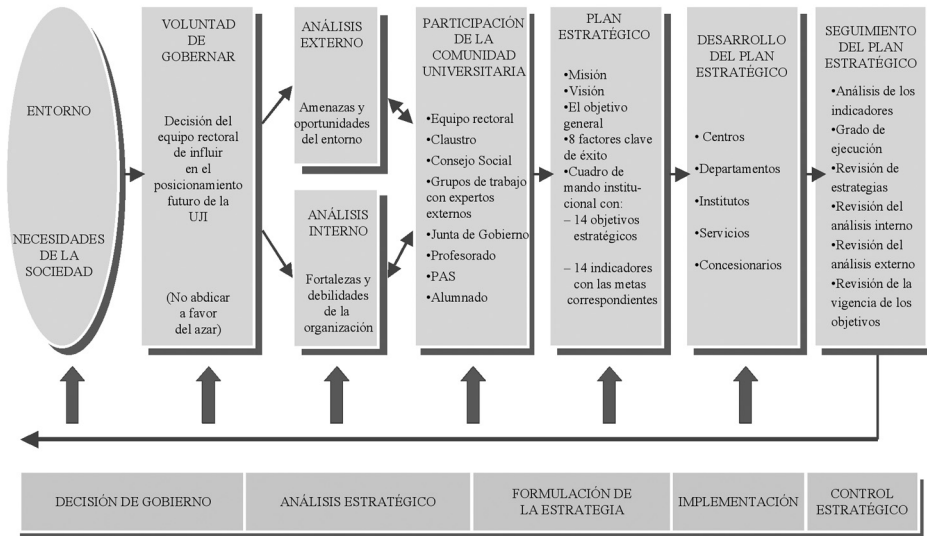 ENTORNO
NECESIDADES
DE LA
SOCIEDAD
VOLUNTAD
DE
GOBERNAR
Decisión del
equipo rectoral
de influir
en el
posicionamiento
futuro de la
UJI
(No abdicar
a favor
del azar)
ANÁLISIS
EXTERNO
Amenazas y
oportunidades
del entorno
ANÁLISIS
INTERNO
Fortalezas y
debilidades
de la
organización
PARTICIPACIÓN
DE LA
COMUNIDAD
UNIVERSITARIA
•Equipo rectoral
•Claustro
•Consejo Social
•Grupos de trabajo
con expertos
externos
•Junta de Gobierno
•Profesorado
•PAS
•Alumnado
PLAN
ESTRATÉGICO
•Misión
•Visión
•El objetivo
general
•8 factores clave
de éxito
•Cuadro de
mando institu-
cional con:
– 14 objetivos
estratégicos
– 14 indicadores
con las metas
correspondientes
DESARROLLO
DEL PLAN
ESTRATÉGICO
•Centros
•Departamentos
•Institutos
•Servicios
•Concesionarios
SEGUIMIENTO
DEL PLAN
ESTRATÉGICO
•Análisis de los
indicadores
•Grado de
ejecución
•Revisión de
estrategias
•Revisión del
análisis interno
•Revisión del
análisis externo
•Revisión de la
vigencia de los
objetivos
DECISIÓN DE GOBIERNO
ANÁLISIS ESTRATÉGICO
FORMULACIÓN DE
LA ESTRATEGIA
IMPLEMENTACIÓN
CONTROL
ESTRATÉGICO